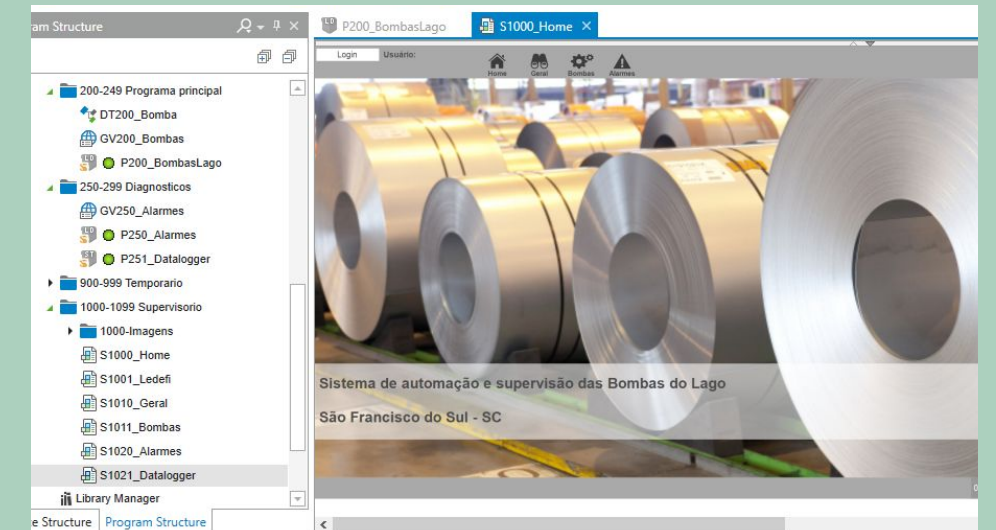 ram Structure
P200_BombasLago
S1000_Home
Login
Usuário:
Home
Geral
Bombas
Alarmes
200-249 Programa principal
DT200_Bomba
GV200_Bombas
P200_BombasLago
250-299 Diagnosticos
GV250_Alarmes
P250_Alarmes
P251_Datalogger
900-999 Temporario
1000-1099 Supervisorio
1000-Imagens
S1000_Home
S1001_Ledefi
S1010_Geral
S1011_Bombas
S1020_Alarmes
S1021_Datalogger
Library Manager
e Structure
Program Structure
Sistema de automação e supervisão das Bombas do Lago
São Francisco do Sul - SC